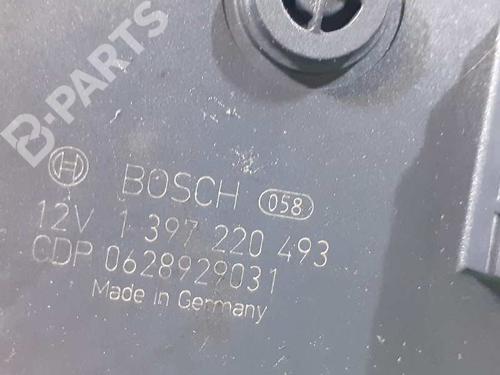 B-PARTS
BOSCH 058
12V 1 397 220 493
CDP 0628929031
Made in Germany